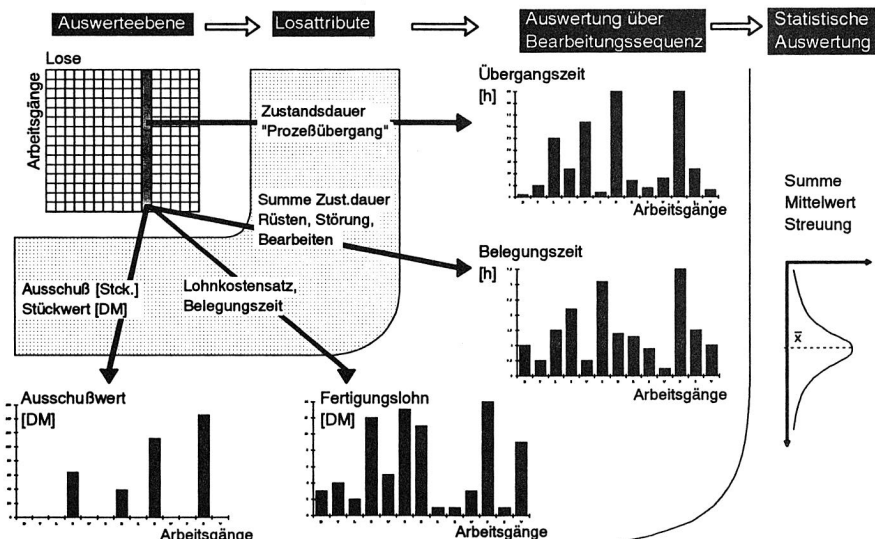 Auswerteebene
Losattribute
Auswertung über
Bearbeitungssequenz
Statistische
Auswertung
Lose
Arbeitsgänge
Zustandsdauer
"Prozeßübergang"
Summe Zust.dauer
Rüsten, Störung,
Bearbeiten
Ausschuß [Stck.]
Stückwert [DM]
Lohnkostensatz,
Belegungszeit
Übergangszeit
[h]
Arbeitsgänge
Belegungszeit
[h]
Arbeitsgänge
Summe
Mittelwert
Streuung
x̄
Ausschußwert
[DM]
Arbeitsgänge
Fertigungslohn
[DM]
Arbeitsgänge